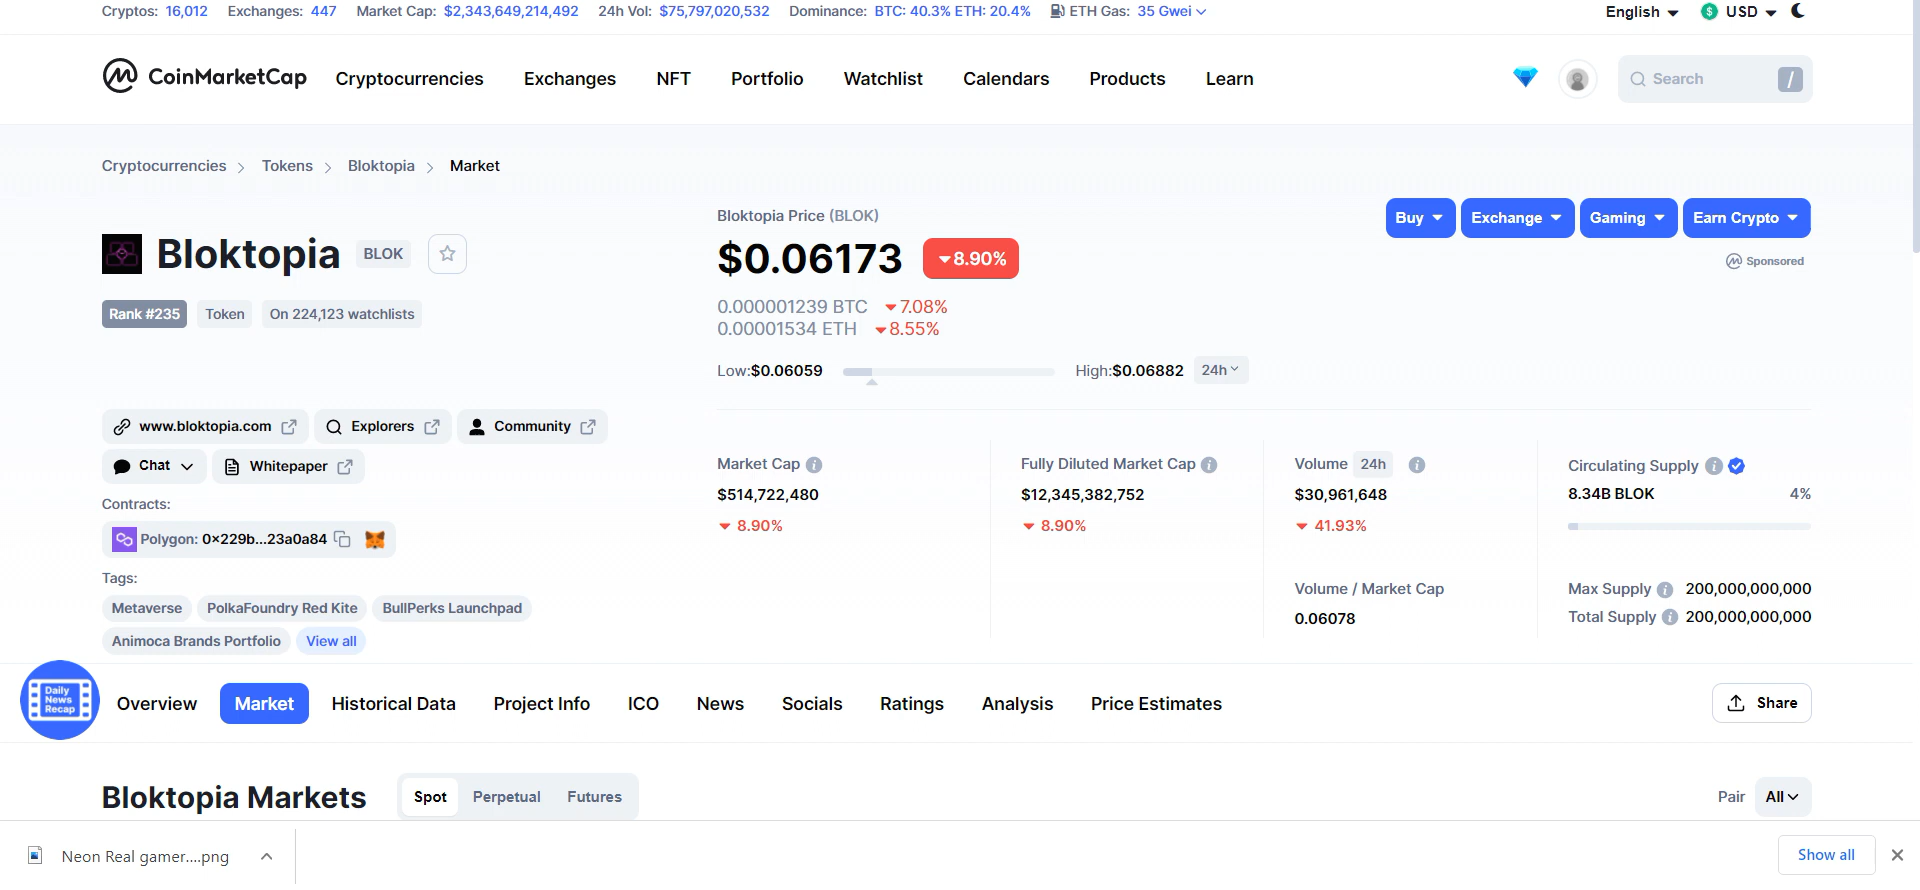 Cryptos: 16,012 Exchanges: 447 Market Cap: $2,343,649,214,492 24h Vol: $75,797,020,532 Dominance: BTC: 40.3% ETH: 20.4% ETH Gas: 35 Gwei English USD
CoinMarketCap Cryptocurrencies Exchanges NFT Portfolio Watchlist Calendars Products Learn Search /
Cryptocurrencies > Tokens > Bloktopia > Market
Bloktopia BLOK
Rank #235 Token On 224,123 watchlists
www.bloktopia.com Explorers Community
Chat Whitepaper
Contracts:
Polygon: 0x229b...23a0a84
Tags:
Metaverse PolkaFoundry Red Kite BullPerks Launchpad
Animoca Brands Portfolio View all
Bloktopia Price (BLOK)
$0.06173 8.90%
0.000001239 BTC 7.08%
0.00001534 ETH 8.55%
Low:$0.06059 High:$0.06882 24h
Buy Exchange Gaming Earn Crypto
Sponsored
Market Cap
$514,722,480
8.90%
Fully Diluted Market Cap
$12,345,382,752
8.90%
Volume 24h
$30,961,648
41.93%
Volume / Market Cap
0.06078
Circulating Supply
8.34B BLOK 4%
Max Supply 200,000,000,000
Total Supply 200,000,000,000
Daily
News
Recap
Overview Market Historical Data Project Info ICO News Socials Ratings Analysis Price Estimates Share
Bloktopia Markets Spot Perpetual Futures Pair All
Neon Real gamer....png Show all